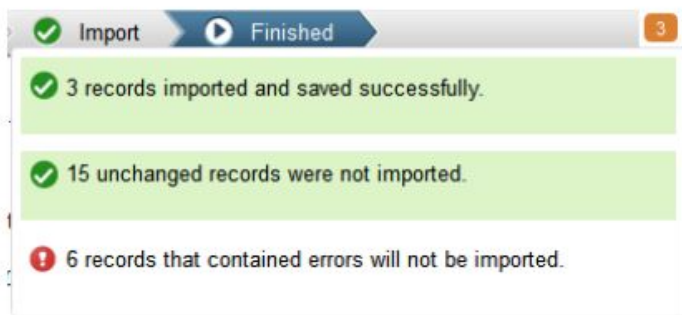 Import Finished 3
3 records imported and saved successfully.
15 unchanged records were not imported.
6 records that contained errors will not be imported.